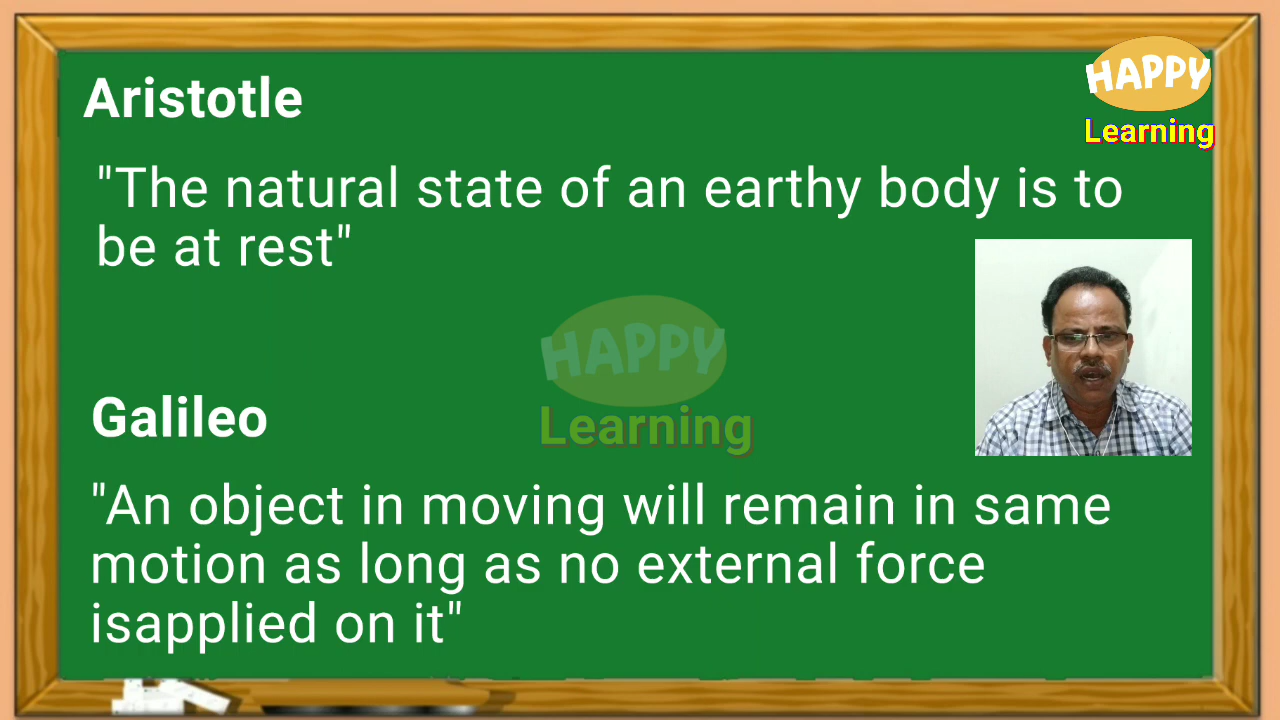 HAPPY
Learning
Aristotle
"The natural state of an earthy body is to
be at rest"
HAPPY
Learning
Galileo
"An object in moving will remain in same
motion as long as no external force
isapplied on it"